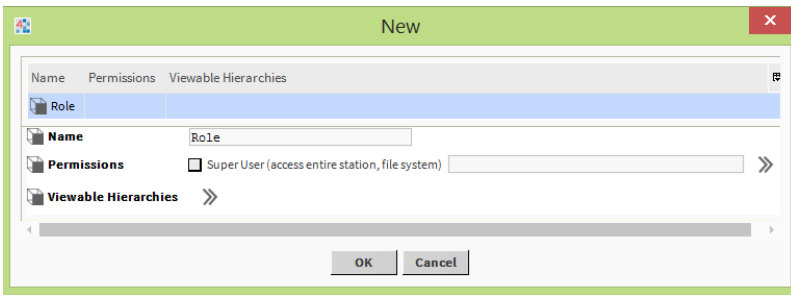 New
Name Permissions Viewable Hierarchies
Role
Name Role
Permissions Super User (access entire station, file system)
Viewable Hierarchies
OK Cancel